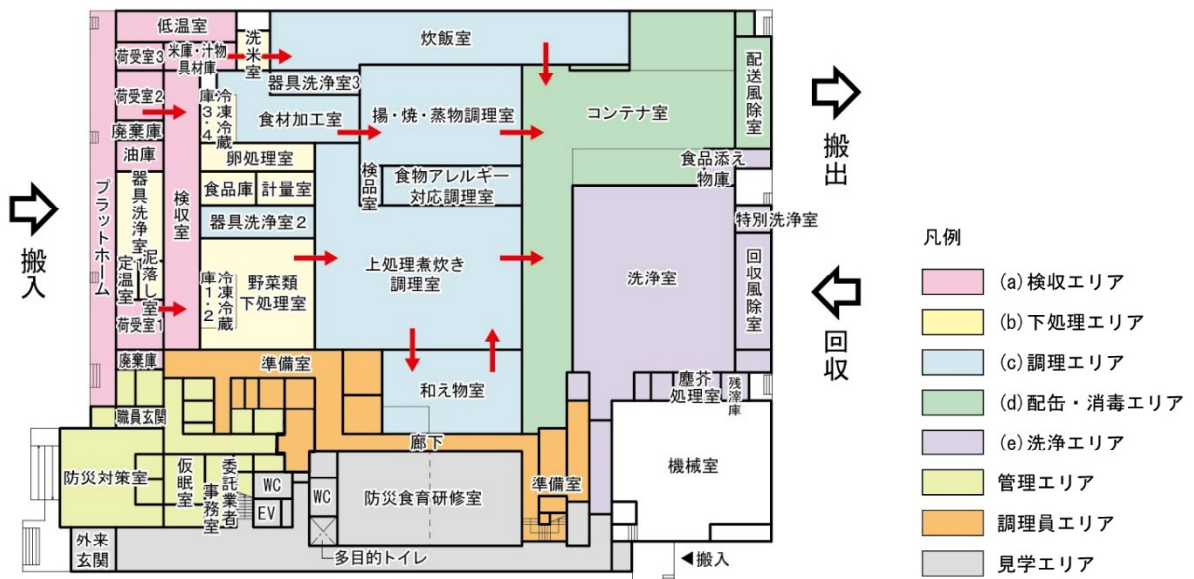 低温室
洗米室
炊飯室
荷受室3
米庫・汁物
具材庫
配送風除室
器具洗浄室3
荷受室2
冷凍冷蔵
庫3・4
食材加工室
揚・焼・蒸物調理室
コンテナ室
搬出
廃棄庫
油庫
卵処理室
検品室
食物アレルギー
対応調理室
食品添え
物庫
プラットホーム
器具洗浄室1
検収室
食品庫
計量室
特別洗浄室
搬入
器具洗浄室2
泥落し室
定温室
冷凍冷蔵
庫1・2
野菜類
下処理室
上処理煮炊き
調理室
洗浄室
回収風除室
回収
荷受室1
廃棄庫
準備室
和え物室
塵芥
処理室
残滓庫
職員玄関
廊下
機械室
防災対策室
仮眠室
委託業者
事務室
WC
EV
WC
防災食育研修室
準備室
外来
玄関
多目的トイレ
◀搬入
凡例
(a)検収エリア
(b)下処理エリア
(c)調理エリア
(d)配缶・消毒エリア
(e)洗浄エリア
管理エリア
調理員エリア
見学エリア